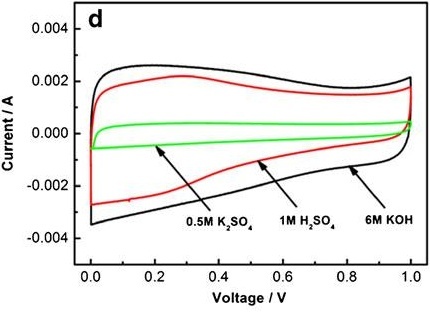 d
Current / A
0.004
0.002
0.000
-0.002
-0.004
0.5M K₂SO₄
1M H₂SO₄
6M KOH
0.0 0.2 0.4 0.6 0.8 1.0
Voltage / V